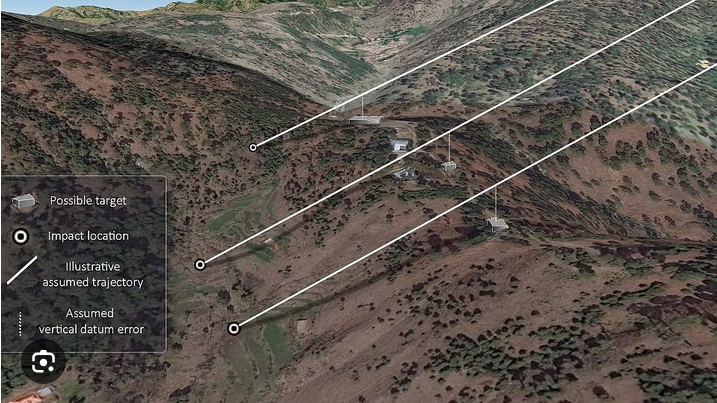 Possible target
Impact location
Illustrative
assumed trajectory
Assumed
vertical datum error